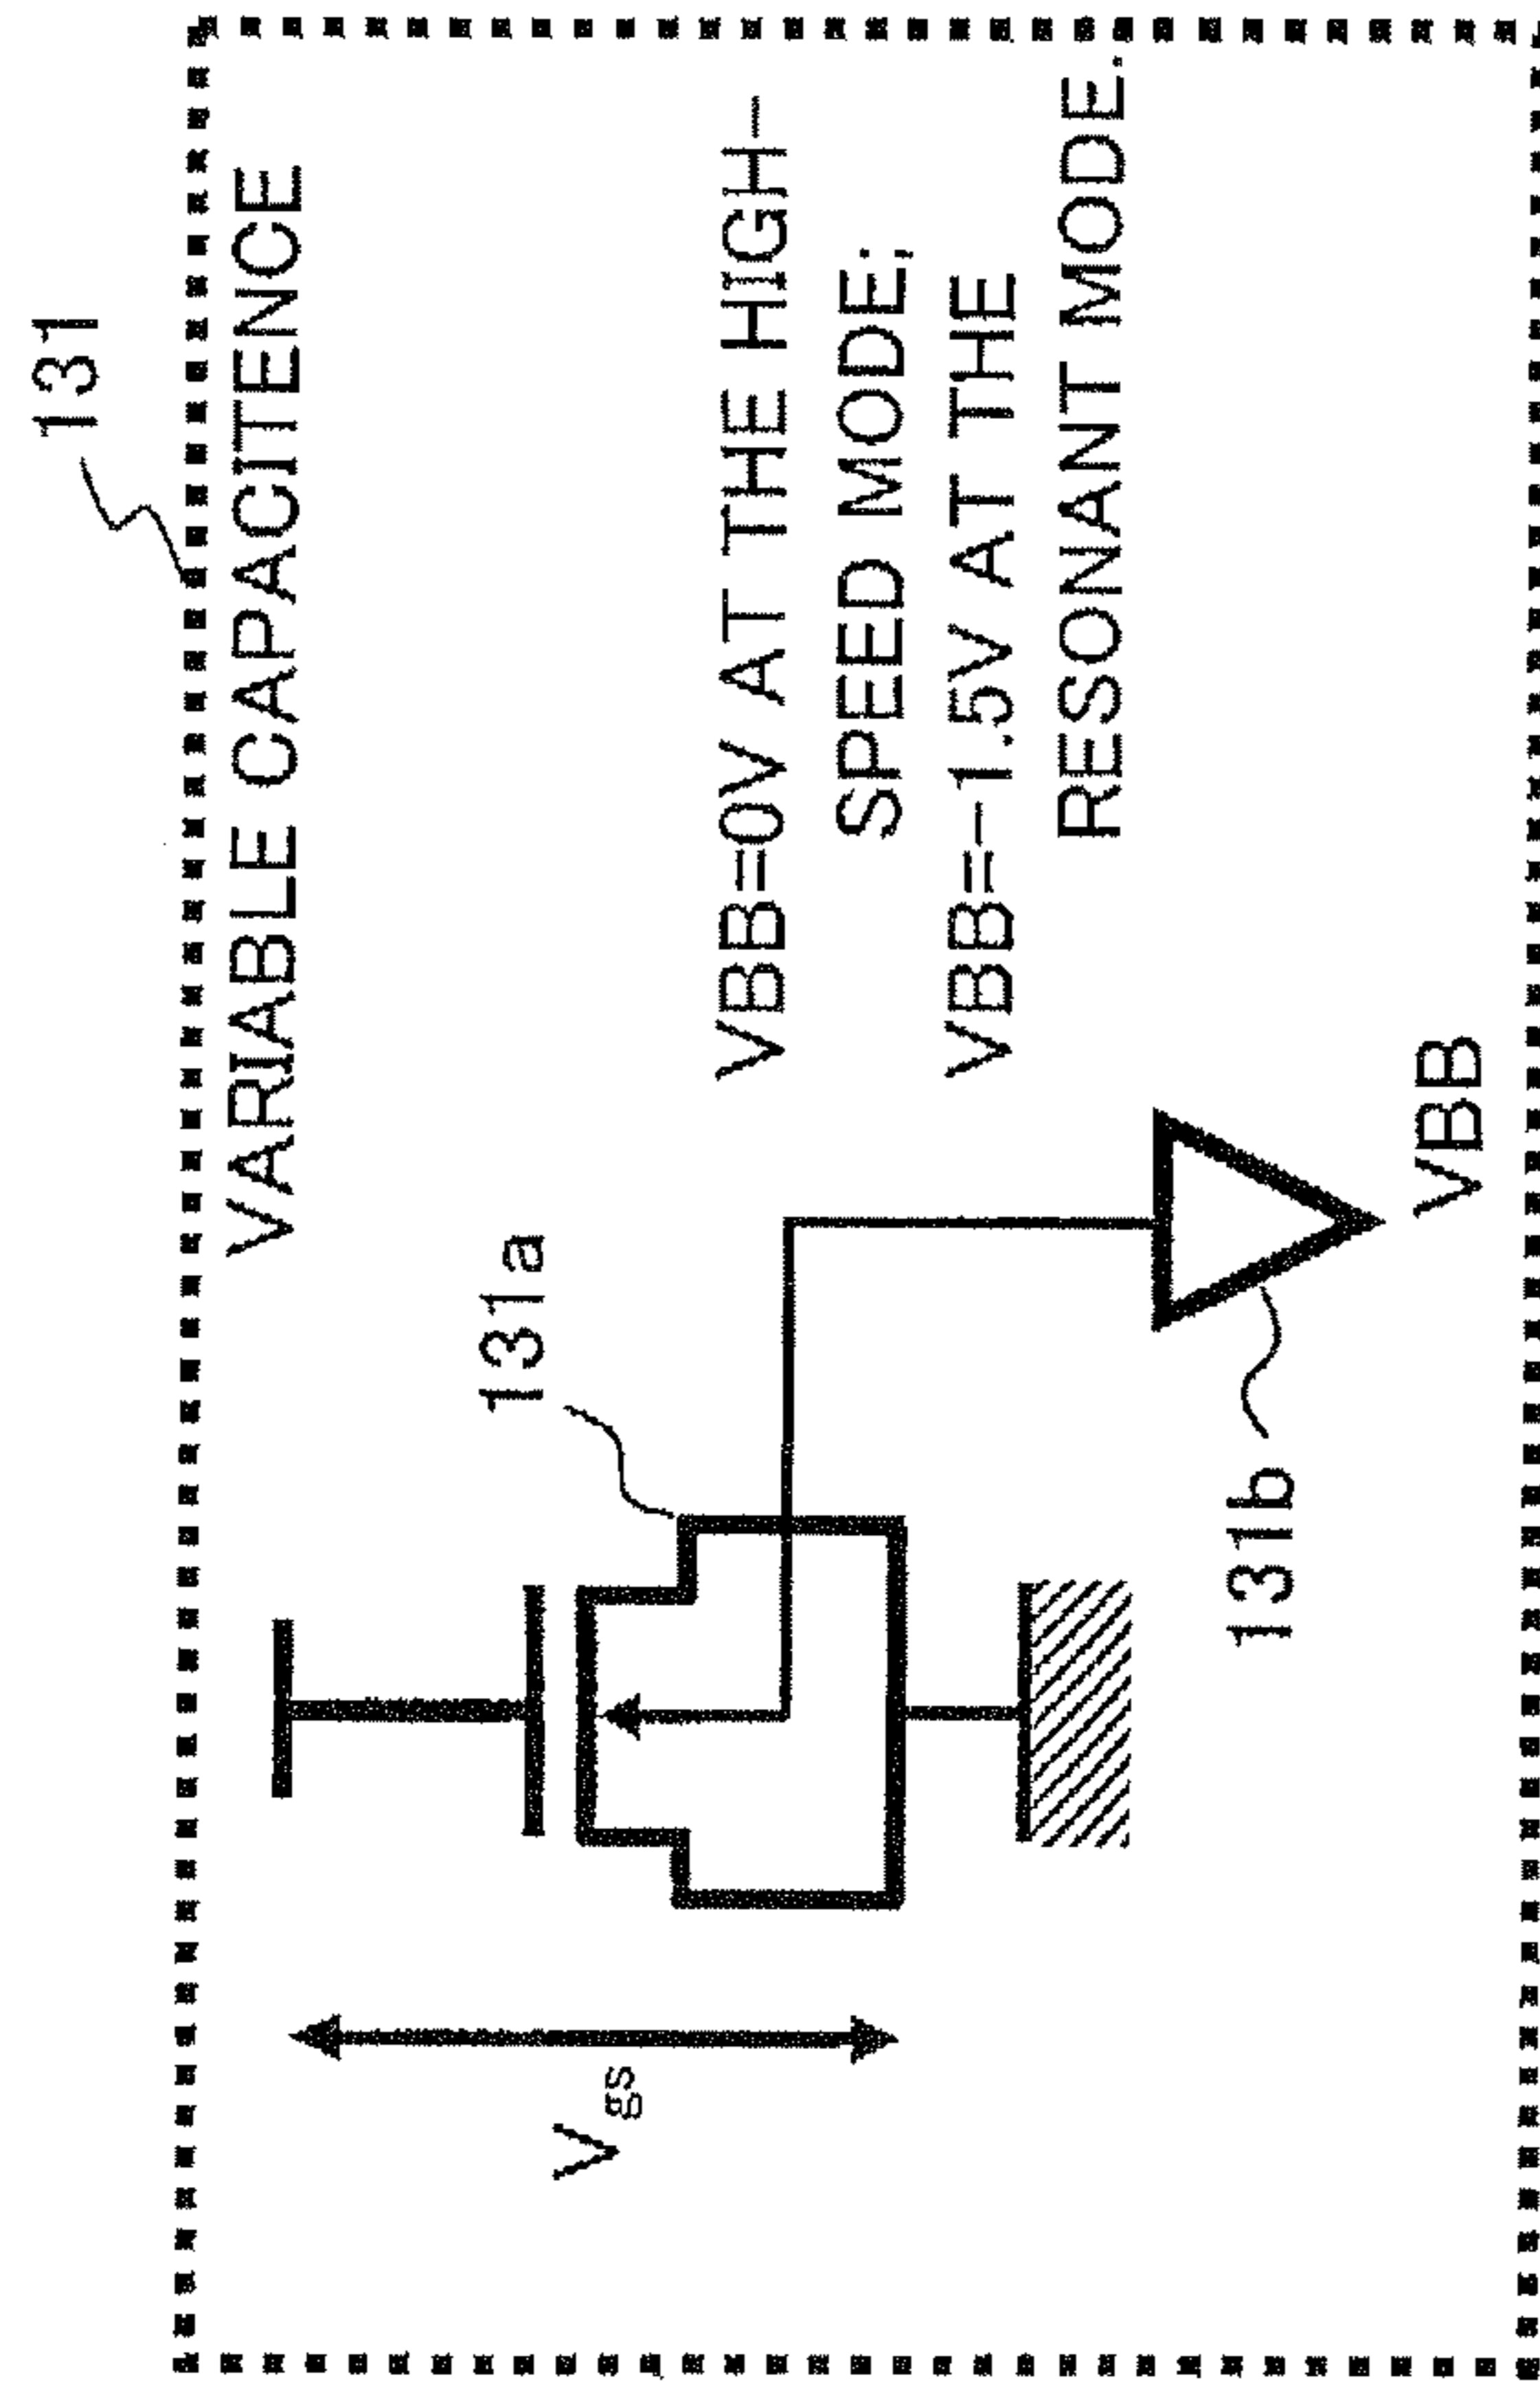 131
VARIABLE CAPACITENCE
131a
Vgs
VBB=0V AT THE HIGH-
SPEED MODE;
VBB=-1.5V AT THE
RESONANT MODE.
131b
VBB